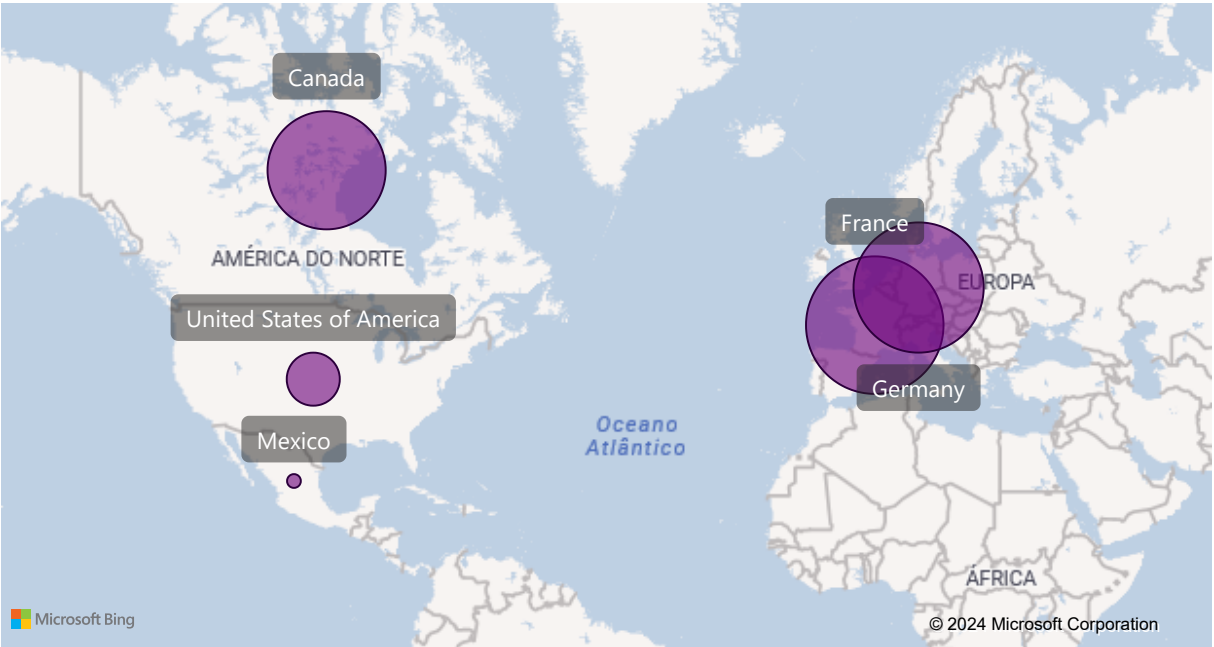 Canada
France
AMÉRICA DO NORTE
EUROPA
United States of America
Germany
Mexico
Oceano
Atlântico
ÁFRICA
Microsoft Bing
© 2024 Microsoft Corporation